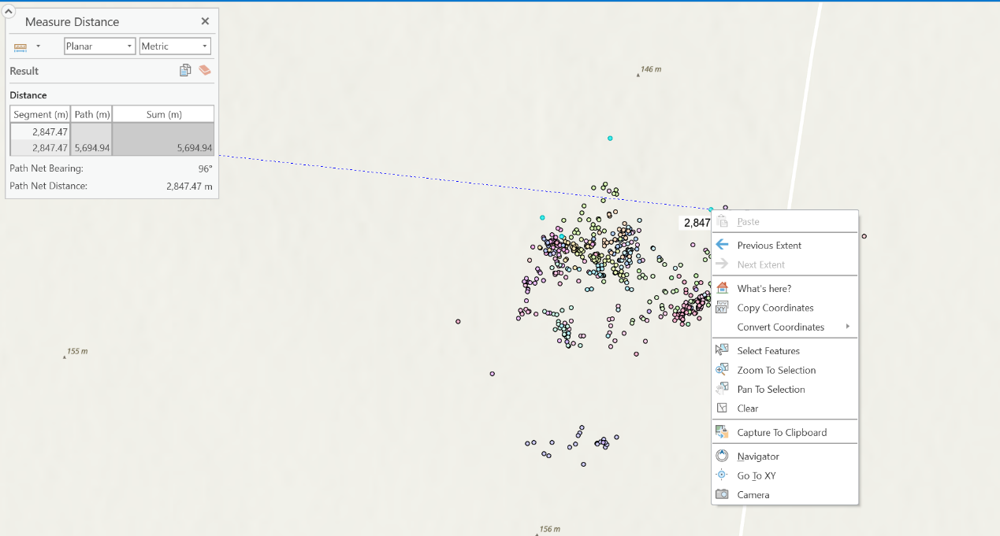 Measure Distance
Planar
Metric
Result
Distance
Segment (m) Path (m) Sum (m)
2,847.47
2,847.47 5,694.94 5,694.94
Path Net Bearing: 96°
Path Net Distance: 2,847.47 m
146 m
2,847
155 m
156 m
Paste
Previous Extent
Next Extent
What's here?
XY
Copy Coordinates
Convert Coordinates
Select Features
Zoom To Selection
Pan To Selection
Clear
Capture To Clipboard
Navigator
Go To XY
Camera